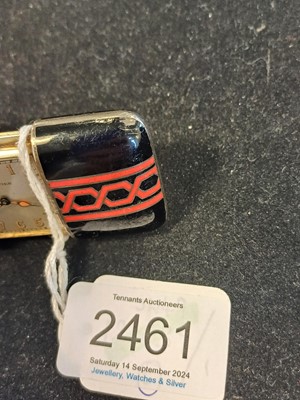 Tennants Auctioneers
2461
Saturday 14 September 2024
Jewellery, Watches & Silver